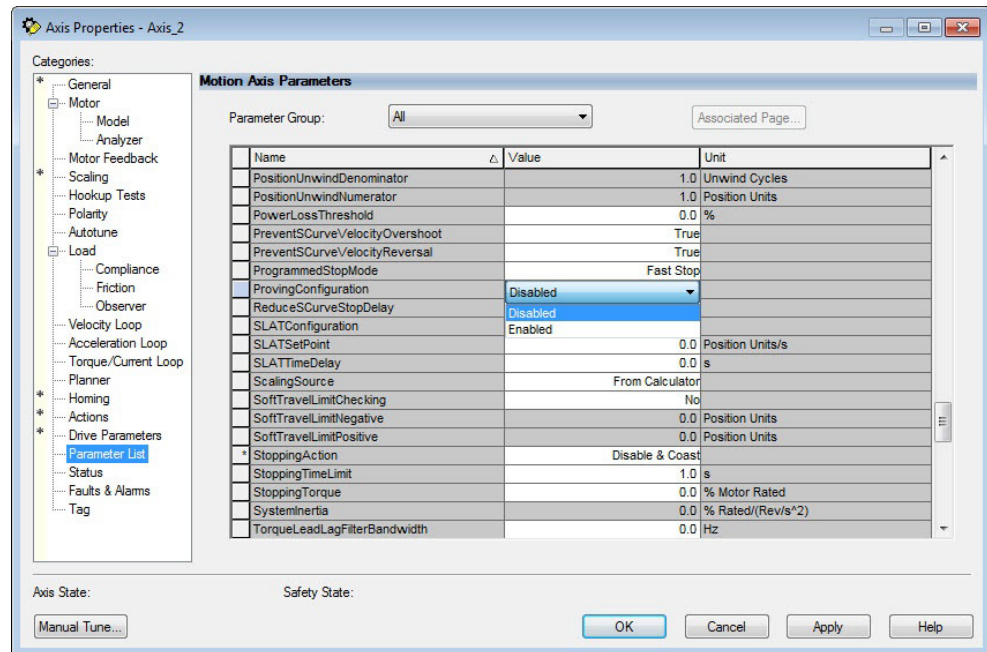 Axis Properties - Axis_2
Categories:
* General
Motor
Model
Analyzer
Motor Feedback
* Scaling
Hookup Tests
Polarity
Autotune
Load
Compliance
Friction
Observer
Velocity Loop
Acceleration Loop
Torque/Current Loop
Planner
* Homing
* Actions
* Drive Parameters
Parameter List
Status
Faults & Alarms
Tag
Motion Axis Parameters
Parameter Group: All Associated Page...
Name Value Unit
PositionUnwindDenominator 1.0 Unwind Cycles
PositionUnwindNumerator 1.0 Position Units
PowerLossThreshold 0.0 %
PreventSCurveVelocityOvershoot True
PreventSCurveVelocityReversal True
ProgrammedStopMode Fast Stop
ProvingConfiguration Disabled
ReduceSCurveStopDelay Disabled
SLATConfiguration Enabled
SLATSetPoint 0.0 Position Units/s
SLATTimeDelay 0.0 s
ScalingSource From Calculator
SoftTravelLimitChecking No
SoftTravelLimitNegative 0.0 Position Units
SoftTravelLimitPositive 0.0 Position Units
* StoppingAction Disable & Coast
StoppingTimeLimit 1.0 s
StoppingTorque 0.0 % Motor Rated
SystemInertia 0.0 % Rated/(Rev/s^2)
TorqueLeadLagFilterBandwidth 0.0 Hz
Axis State: Safety State:
Manual Tune... OK Cancel Apply Help